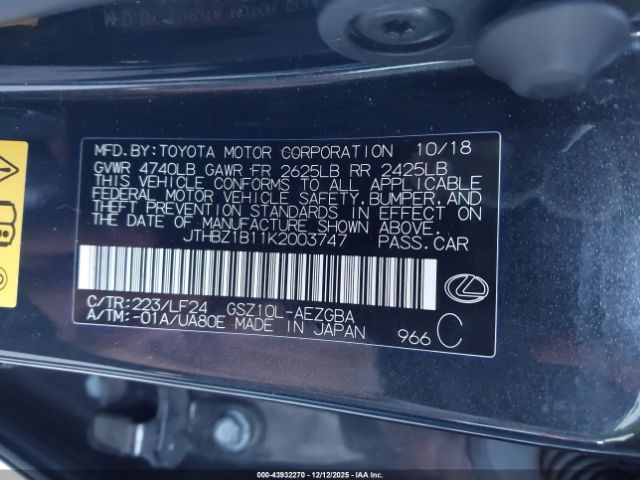 MFD.BY:TOYOTA MOTOR CORPORATION 10/18
GVWR 4740LB GAWR FR 2625LB RR 2425LB
THIS VEHICLE CONFORMS TO ALL APPLICABLE
FEDERAL MOTOR VEHICLE SAFETY,BUMPER,AND
THEFT PREVENTION STANDARDS IN EFFECT ON
THE DATE OF MANUFACTURE SHOWN ABOVE.
JTHBZ1B11K2003747 PASS.CAR
C/TR:223/LF24 GSZ10L-AEZGBA
A/TM:-01A/UA80E MADE IN JAPAN 966 C
000-43932270 - 12/12/2025 - IAAI.CA